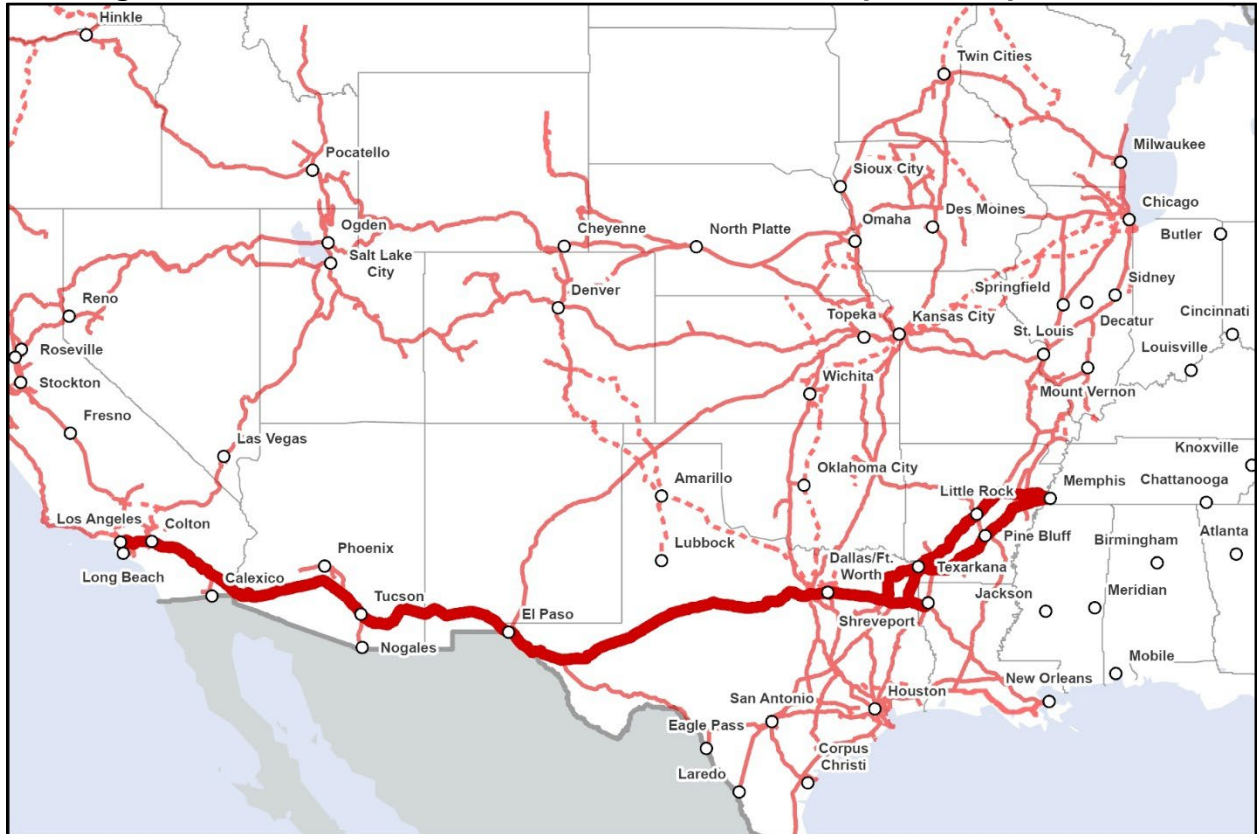 Hinkle
Twin Cities
Pocatello
Milwaukee
Sioux City
Chicago
Ogden
Cheyenne
North Platte
Omaha
Des Moines
Butler
Salt Lake
City
Denver
Springfield
Sidney
Reno
Topeka
Kansas City
St. Louis
Decatur
Cincinnati
Roseville
Louisville
Stockton
Wichita
Mount Vernon
Fresno
Las Vegas
Knoxville
Amarillo
Oklahoma City
Little Rock
Memphis
Chattanooga
Los Angeles
Colton
Pine Bluff
Atlanta
Phoenix
Lubbock
Dallas/Ft.
Worth
Texarkana
Birmingham
Long Beach
Calexico
Tucson
El Paso
Shreveport
Jackson
Meridian
Nogales
Mobile
New Orleans
San Antonio
Houston
Eagle Pass
Corpus
Christi
Laredo